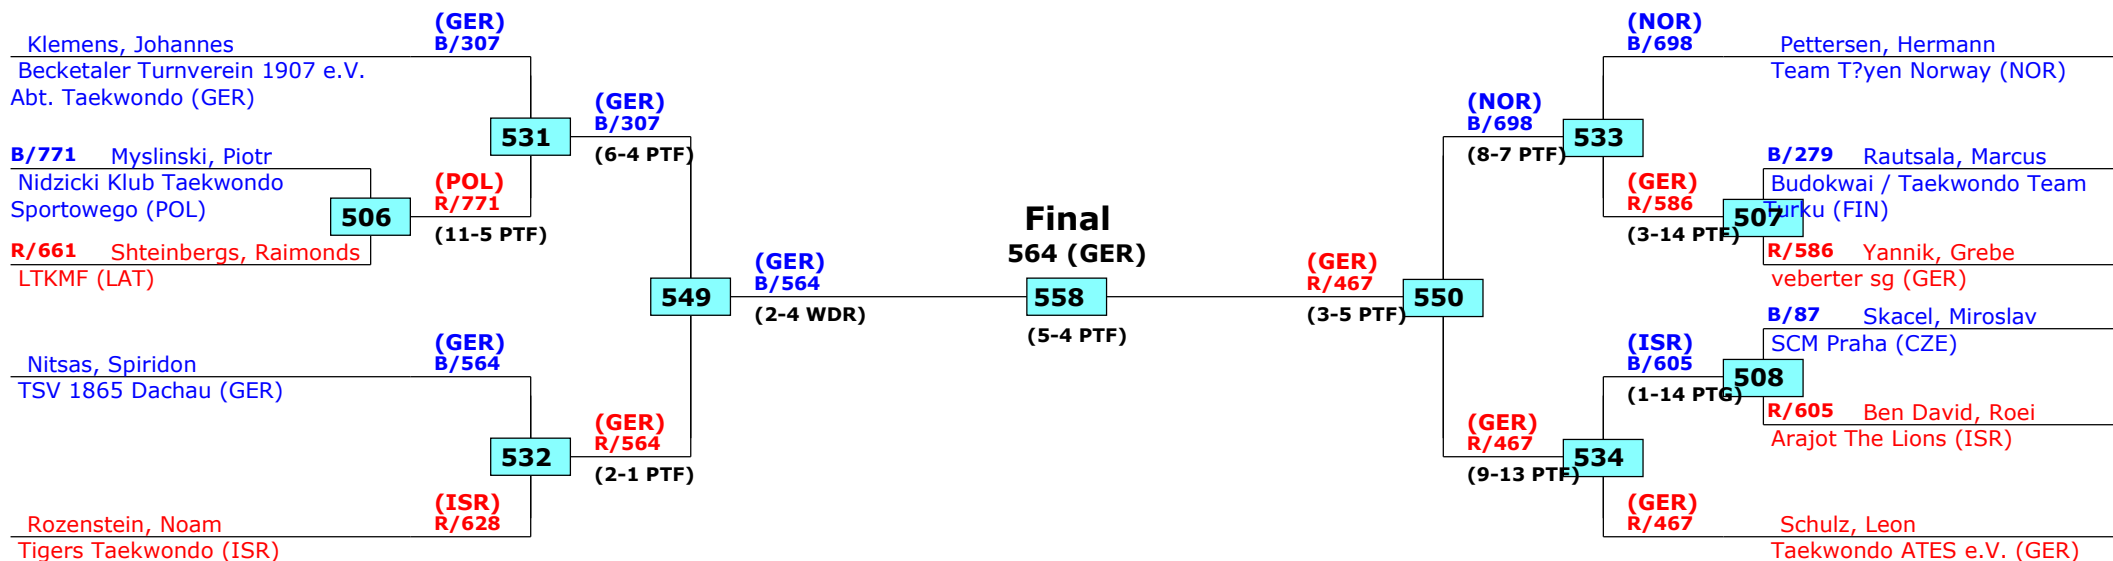 (GER)
B/307
Klemens, Johannes
Becketaler Turnverein 1907 e.V.
Abt. Taekwondo (GER)
531
(GER)
B/307
(6-4 PTF)
B/771 Myslinski, Piotr
Nidzicki Klub Taekwondo
Sportowego (POL)
506
(POL)
R/771
(11-5 PTF)
R/661 Shteinbergs, Raimonds
LTKMF (LAT)
549
(GER)
B/564
(2-4 WDR)
(GER)
B/564
Nitsas, Spiridon
TSV 1865 Dachau (GER)
532
(GER)
R/564
(2-1 PTF)
(ISR)
R/628
Rozenstein, Noam
Tigers Taekwondo (ISR)
Final
564 (GER)
558
(5-4 PTF)
(GER)
R/467
(3-5 PTF)
550
(NOR)
B/698
(8-7 PTF)
533
(NOR)
B/698
Pettersen, Hermann
Team T?yen Norway (NOR)
B/279 Rautsala, Marcus
Budokwai / Taekwondo Team
Turku (FIN)
(GER)
R/586
(3-14 PTF)
507
R/586 Yannik, Grebe
veberter sg (GER)
B/87 Skacel, Miroslav
SCM Praha (CZE)
(ISR)
B/605
(1-14 PTG)
508
R/605 Ben David, Roei
Arajot The Lions (ISR)
(GER)
R/467
(9-13 PTF)
534
(GER)
R/467
Schulz, Leon
Taekwondo ATES e.V. (GER)